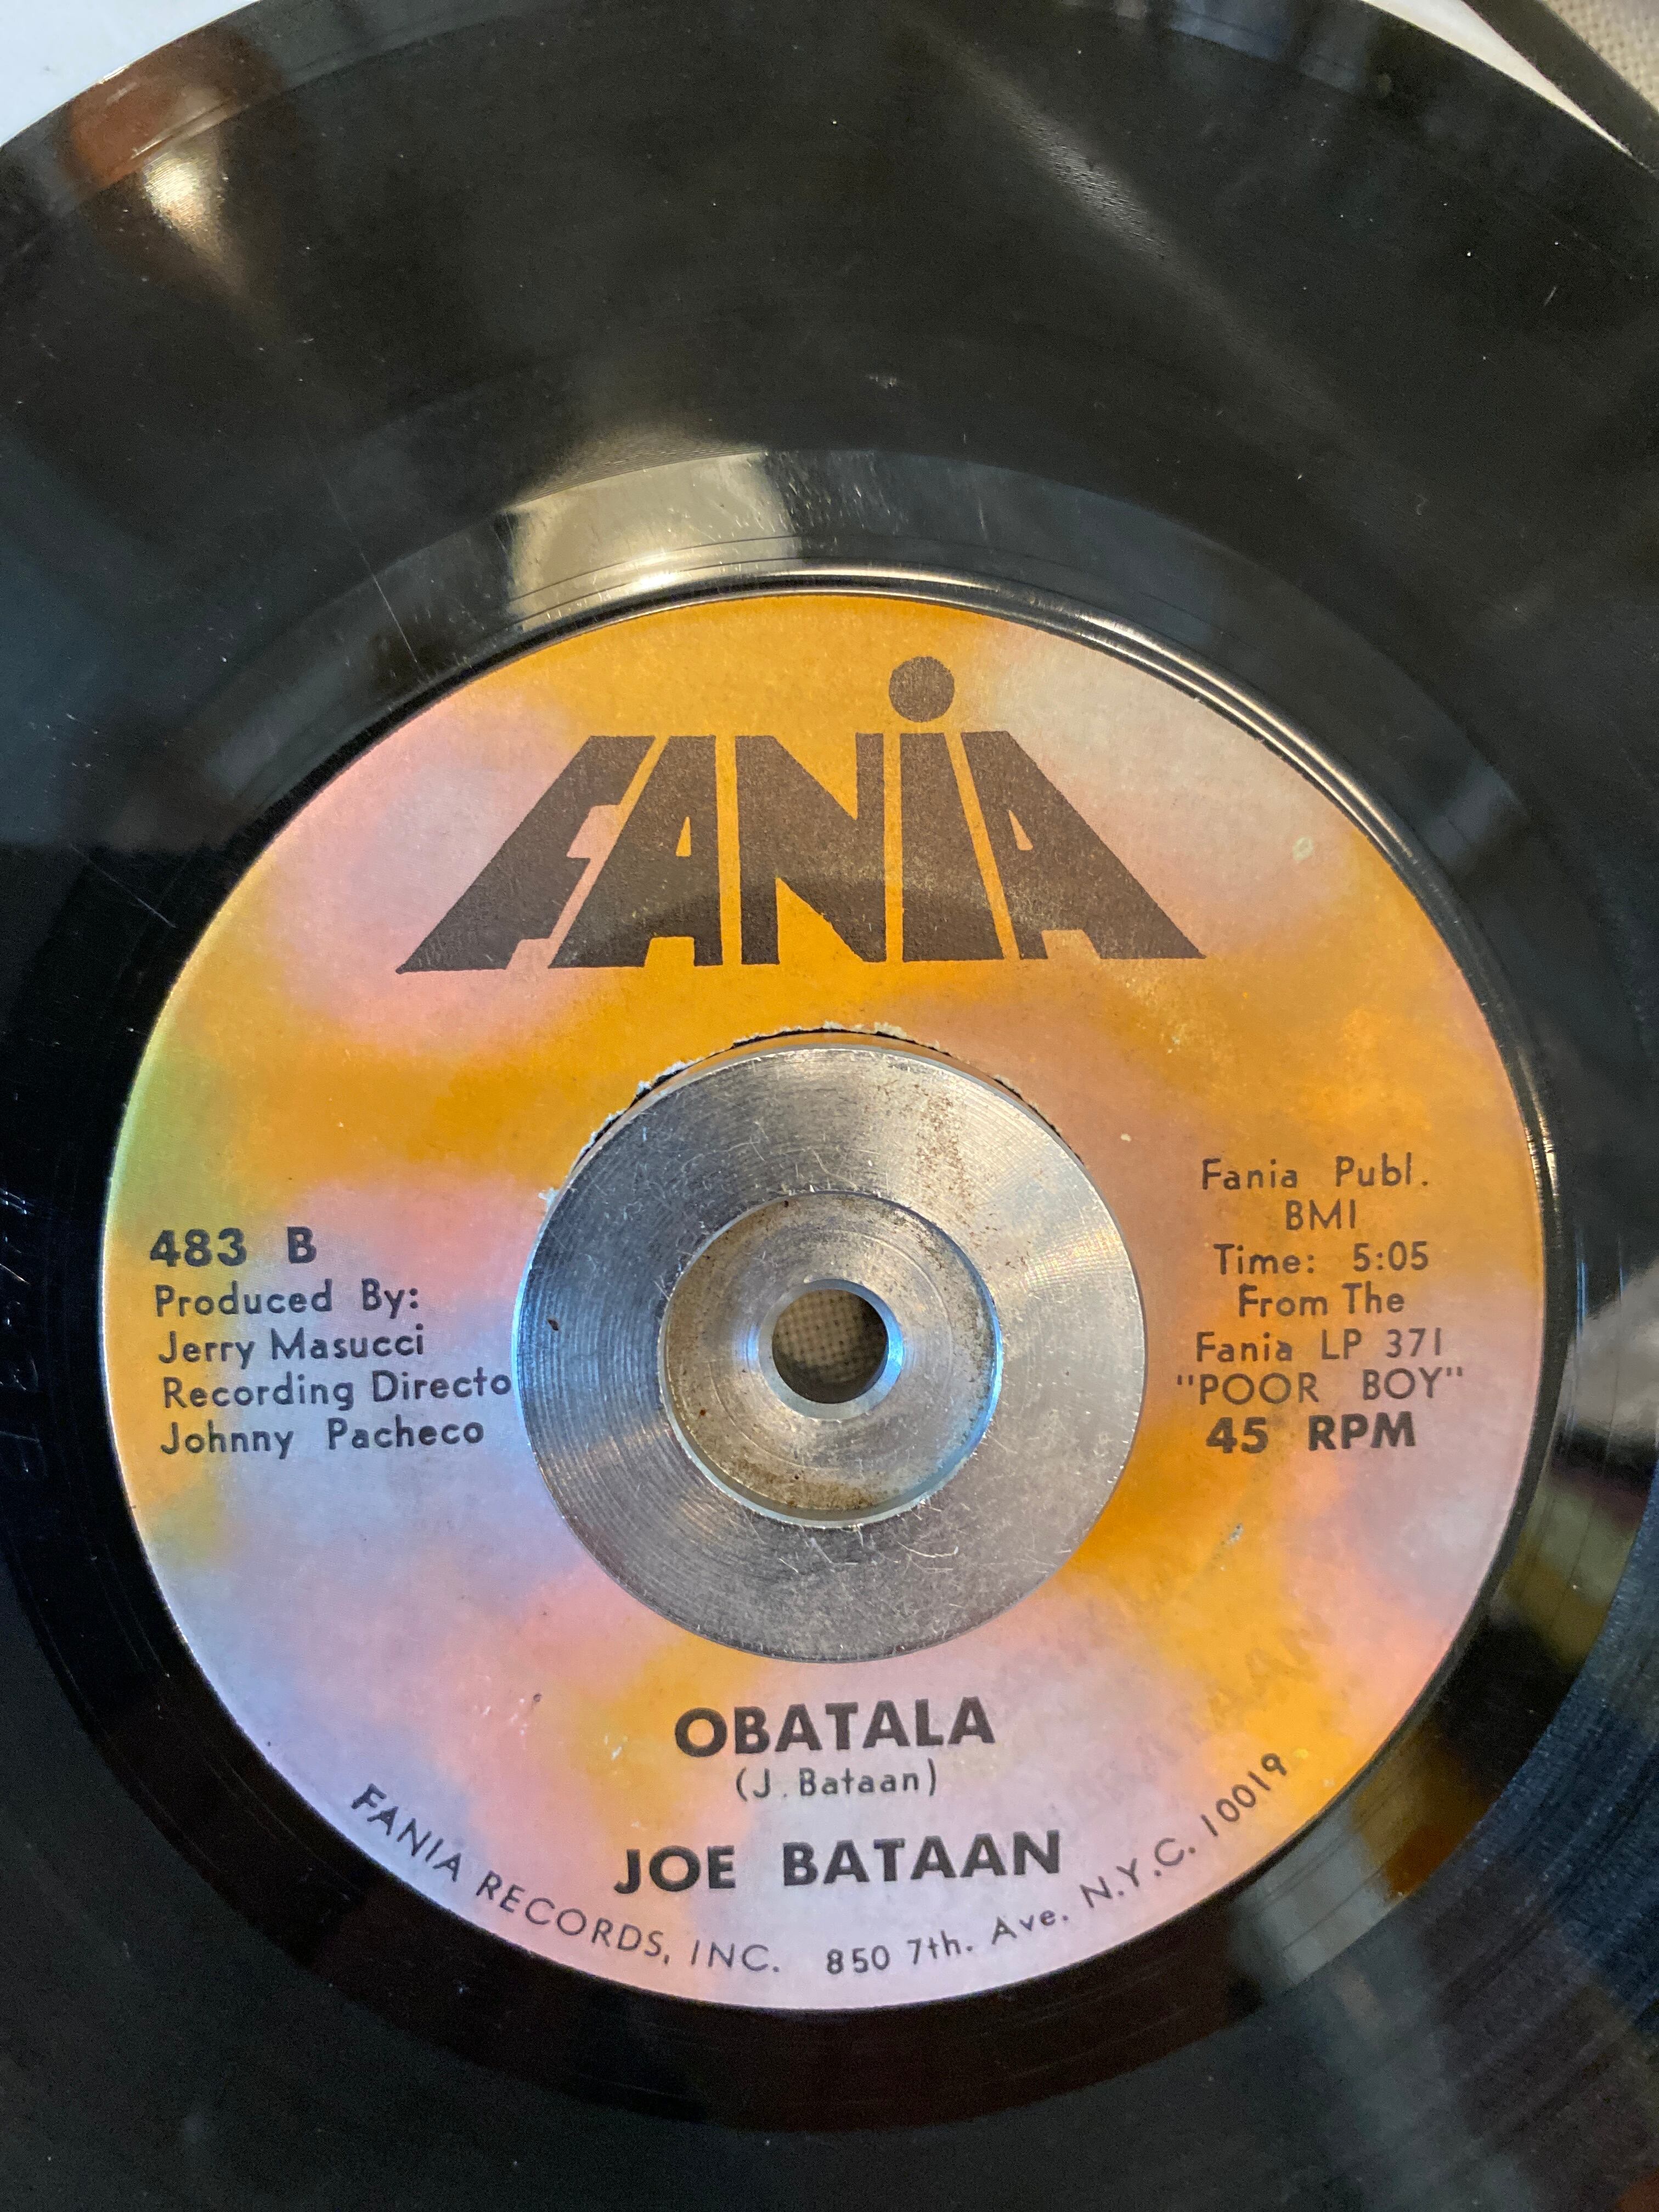 FANiA
483 B
Produced By:
Jerry Masucci
Recording Directo
Johnny Pacheco
Fania Publ.
BMI
Time: 5:05
From The
Fania LP 371
"POOR BOY"
45 RPM
OBATALA
(J. Bataan)
JOE BATAAN
FANIA RECORDS, INC. 850 7th. Ave. N.Y.C. 10019